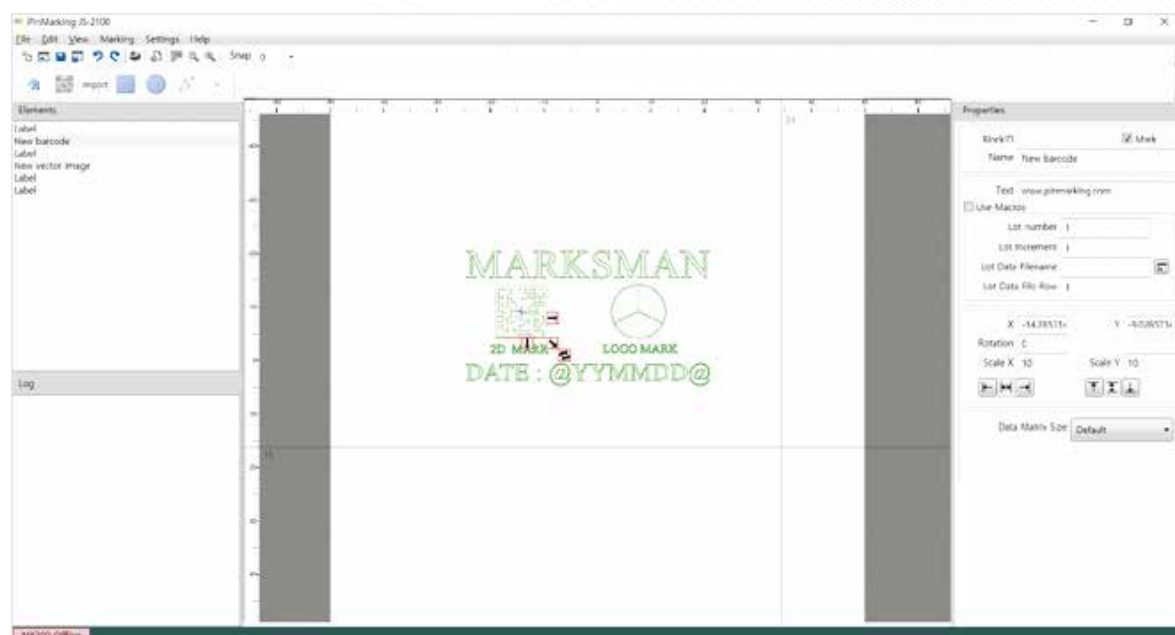 PinMarking JS-2100
File Edit View Marking Settings Help
Snap 0
Import
Elements
Label
New barcode
Label
New vector image
Label
Label
Log
MARKSMAN
2D MARK
LOGO MARK
DATE : @YYMMDD@
Properties
Mark
Name New barcode
Text www.pinmarking.com
Use Macros
Lot number 1
Lot Increment 1
Lot Data Filename
Lot Data File Row 1
X Y
Rotation 0
Scale X 10 Scale Y 10
Data Matrix Size Default